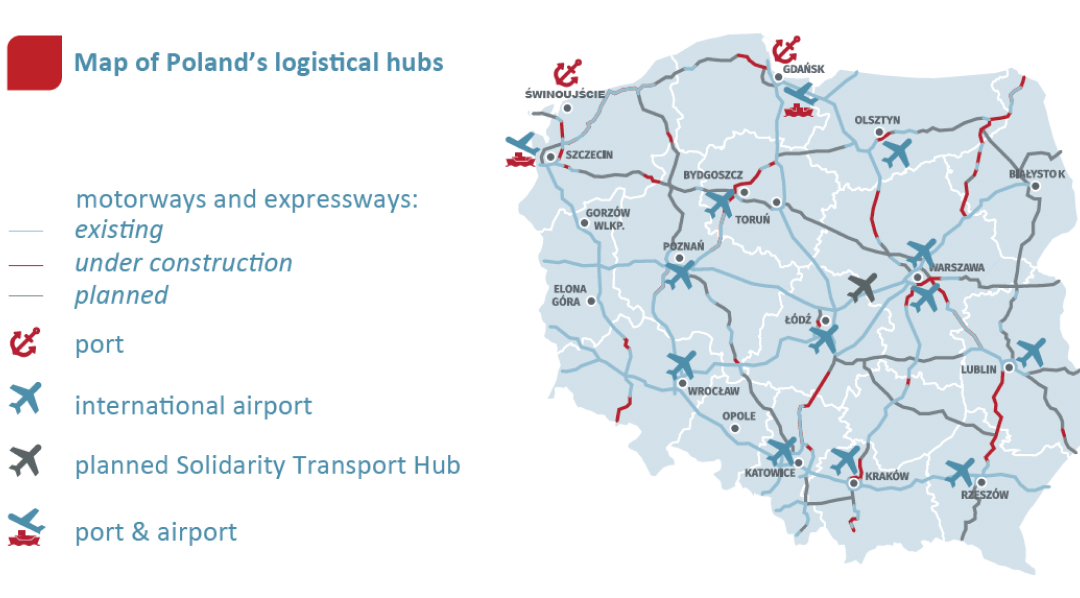 Map of Poland's logistical hubs
motorways and expressways:
existing
under construction
planned
port
international airport
planned Solidarity Transport Hub
port & airport
GDAŃSK
ŚWINOUJŚCIE
OLSZTYN
SZCZECIN
BIAŁYSTOK
BYDGOSZCZ
GORZÓW
WLKP.
TORUŃ
POZNAŃ
WARSZAWA
ELONA
GÓRA
ŁÓDŹ
LUBLIN
WROCŁAW
OPOLE
KATOWICE
KRAKÓW
RZESZÓW